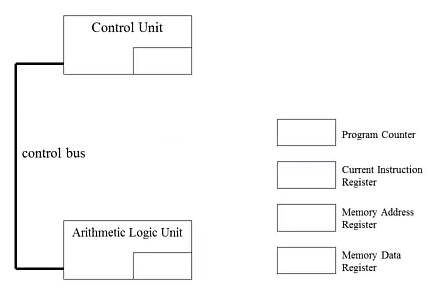 Control Unit
control bus
Arithmetic Logic Unit
Program Counter
Current Instruction
Register
Memory Address
Register
Memory Data
Register